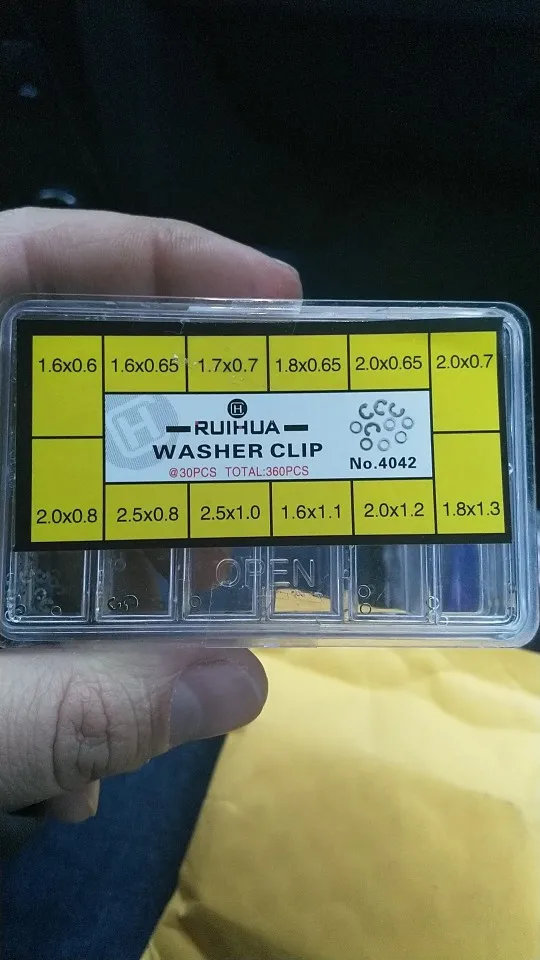 1.6x0.6 1.6x0.65 1.7x0.7 1.8x0.65 2.0x0.65 2.0x0.7
H
RUIHUA
WASHER CLIP
@30PCS TOTAL:360PCS
No.4042
2.0x0.8 2.5x0.8 2.5x1.0 1.6x1.1 2.0x1.2 1.8x1.3
OPEN